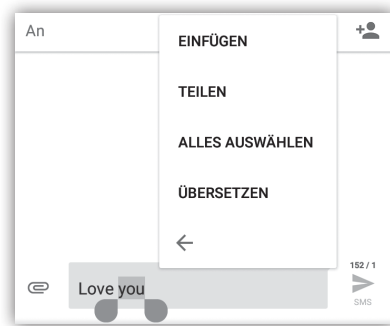 An
EINFÜGEN
TEILEN
ALLES AUSWÄHLEN
ÜBERSETZEN
152 / 1
Love you
SMS